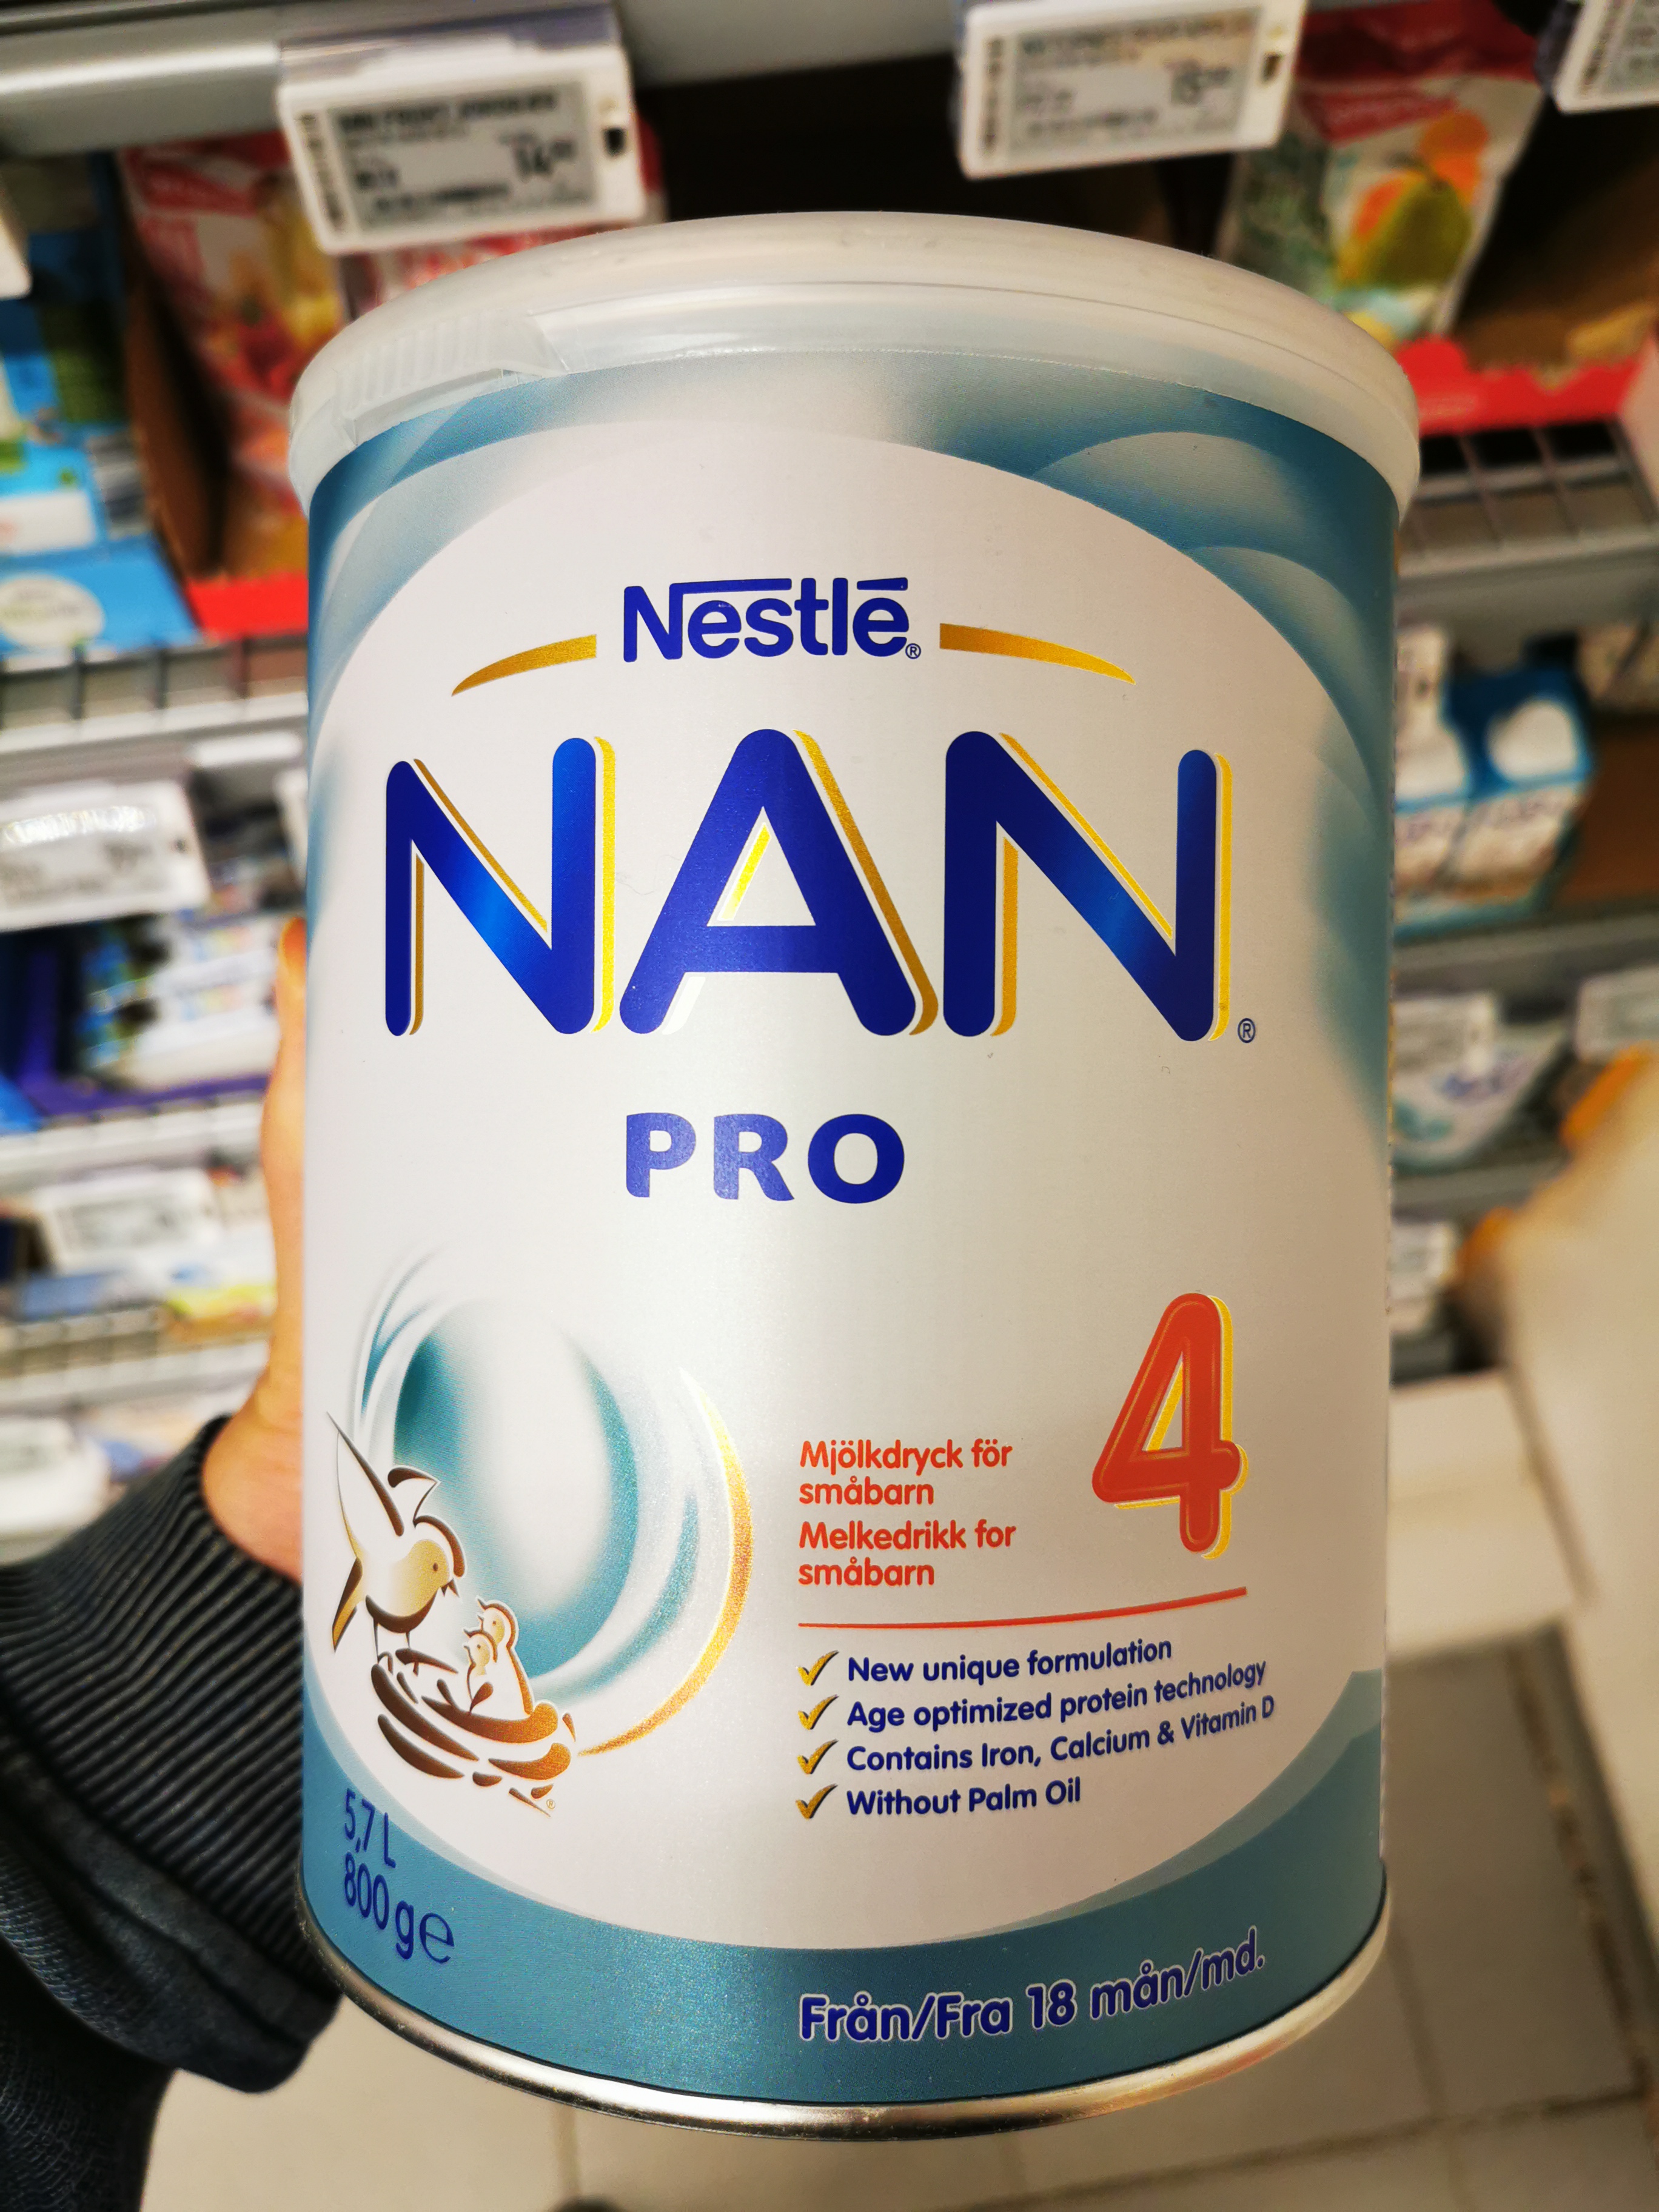 Nestlé®
NAN®
PRO
4
Mjölkdryck för
småbarn
Melkedrikk for
småbarn
New unique formulation
Age optimized protein technology
Contains Iron, Calcium & Vitamin D
Without Palm Oil
5,7 L
800 g℮
Från/Fra 18 mån/md.